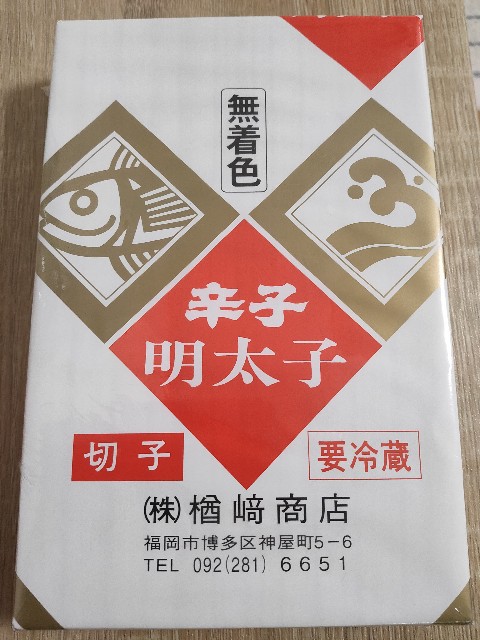 無着色
辛子
明太子
切子
要冷蔵
(株)楢﨑商店
福岡市博多区神屋町5-6
TEL 092(281)6651